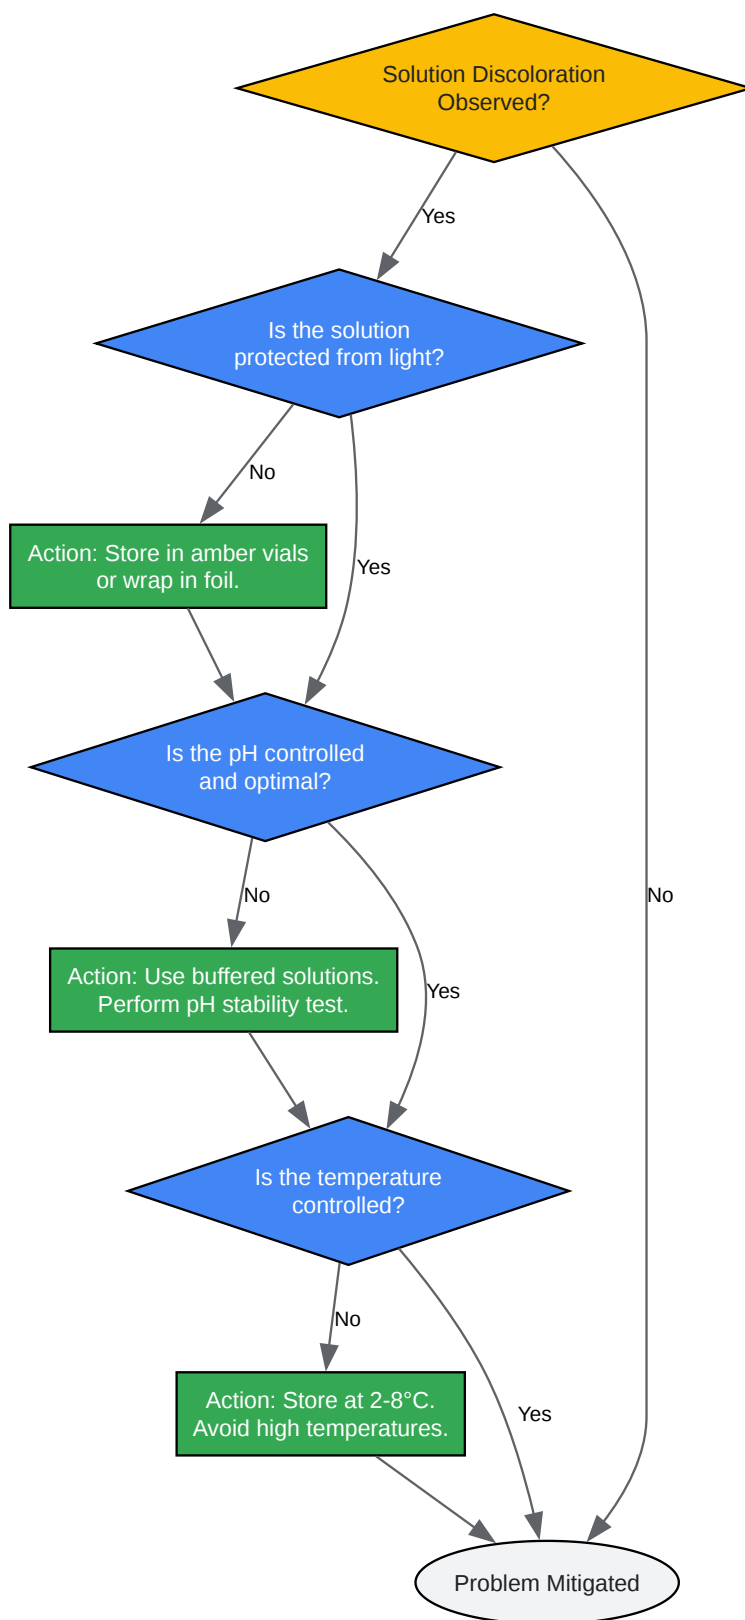 Solution Discoloration
Observed?
Yes
Is the solution
protected from light?
No
Action: Store in amber vials
or wrap in foil.
Yes
Is the pH controlled
and optimal?
No
No
Action: Use buffered solutions.
Perform pH stability test.
Yes
Is the temperature
controlled?
No
Action: Store at 2-8°C.
Avoid high temperatures.
Yes
Problem Mitigated